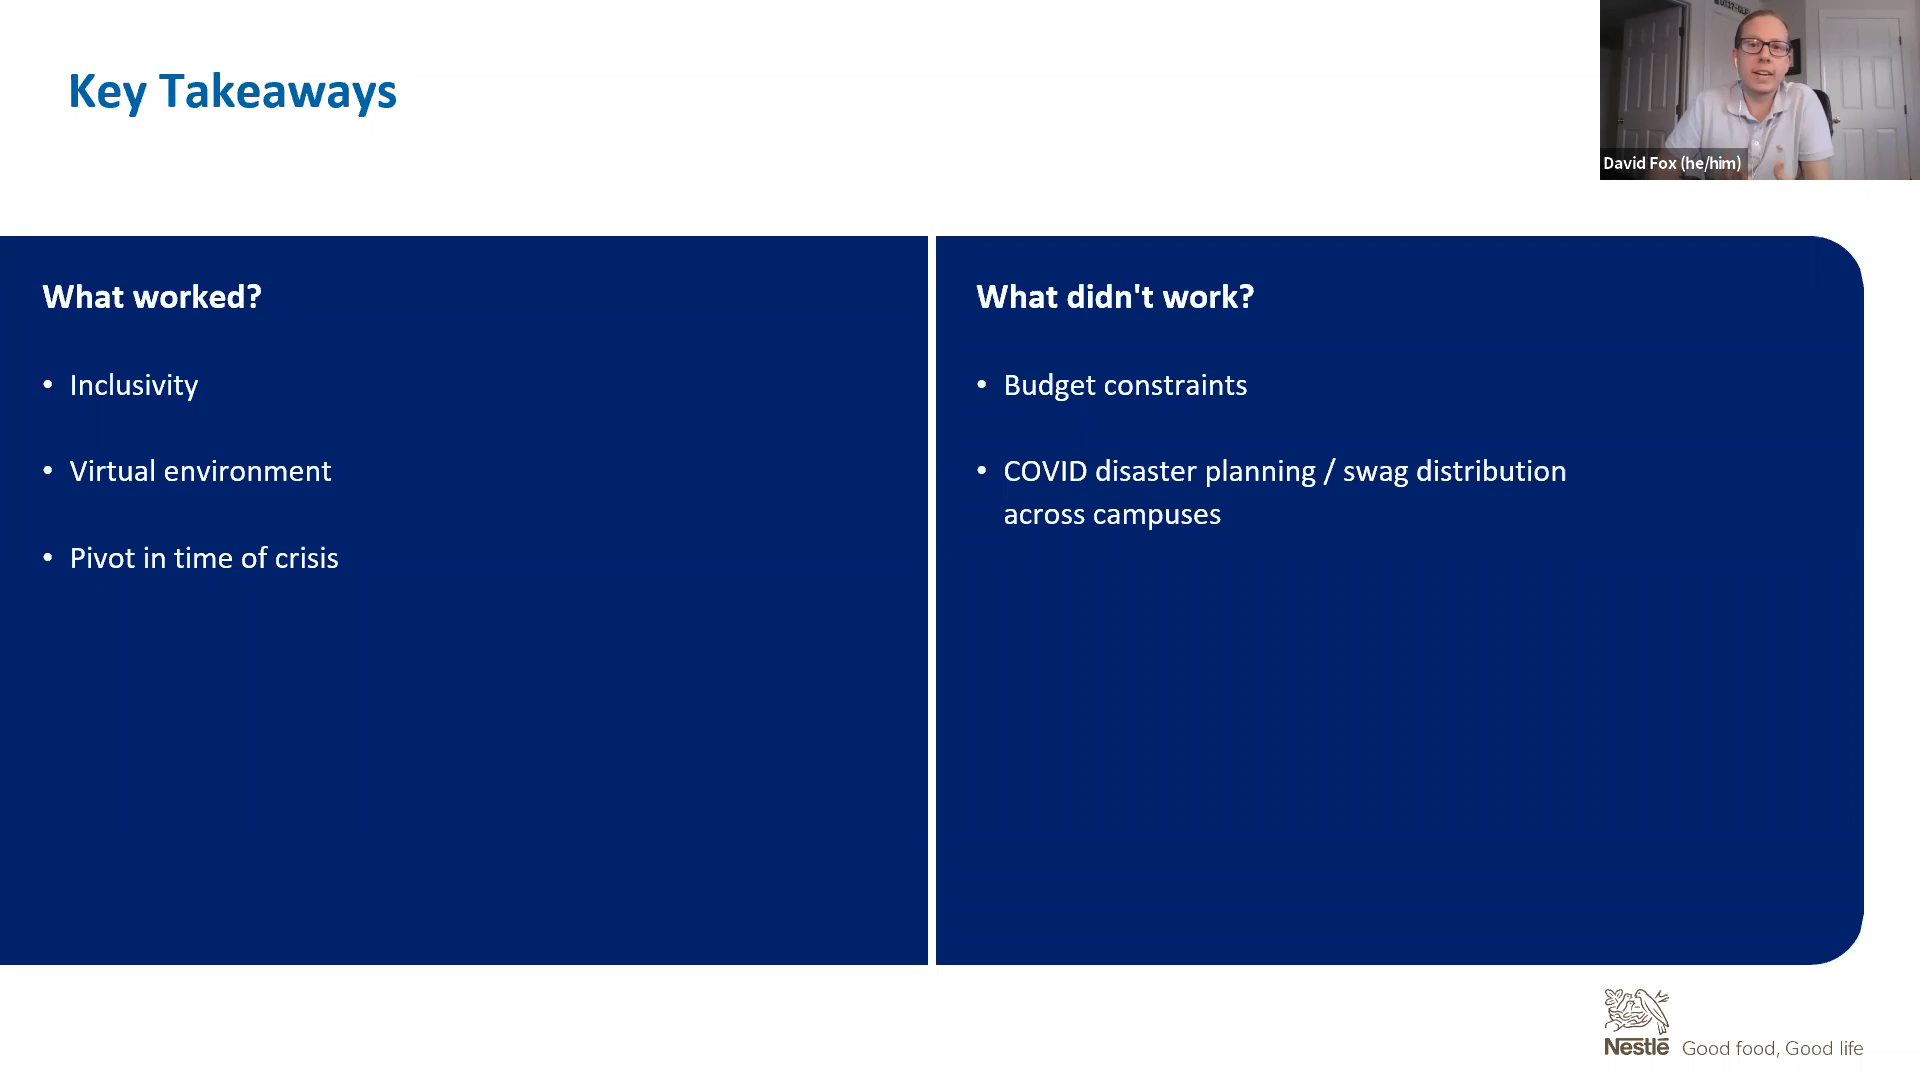 Key Takeaways
David Fox (he/him)
What worked?
• Inclusivity
• Virtual environment
• Pivot in time of crisis
What didn't work?
• Budget constraints
• COVID disaster planning / swag distribution
across campuses
Nestlé
Good food, Good life